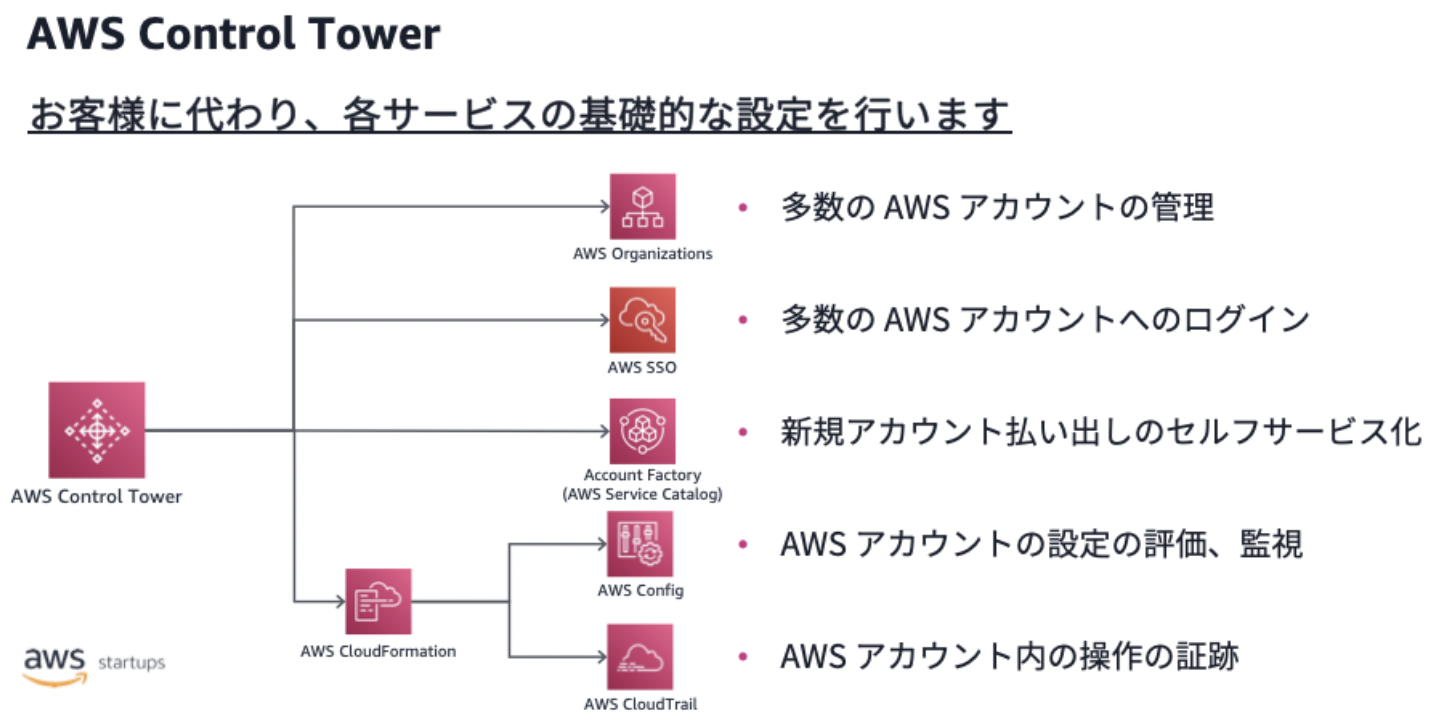 AWS Control Tower
お客様に代わり、各サービスの基礎的な設定を行います
AWS Organizations
• 多数の AWS アカウントの管理
AWS SSO
• 多数の AWS アカウントへのログイン
AWS Control Tower
Account Factory
(AWS Service Catalog)
• 新規アカウント払い出しのセルフサービス化
AWS CloudFormation
AWS Config
• AWS アカウントの設定の評価、監視
AWS CloudTrail
• AWS アカウント内の操作の証跡
aws startups